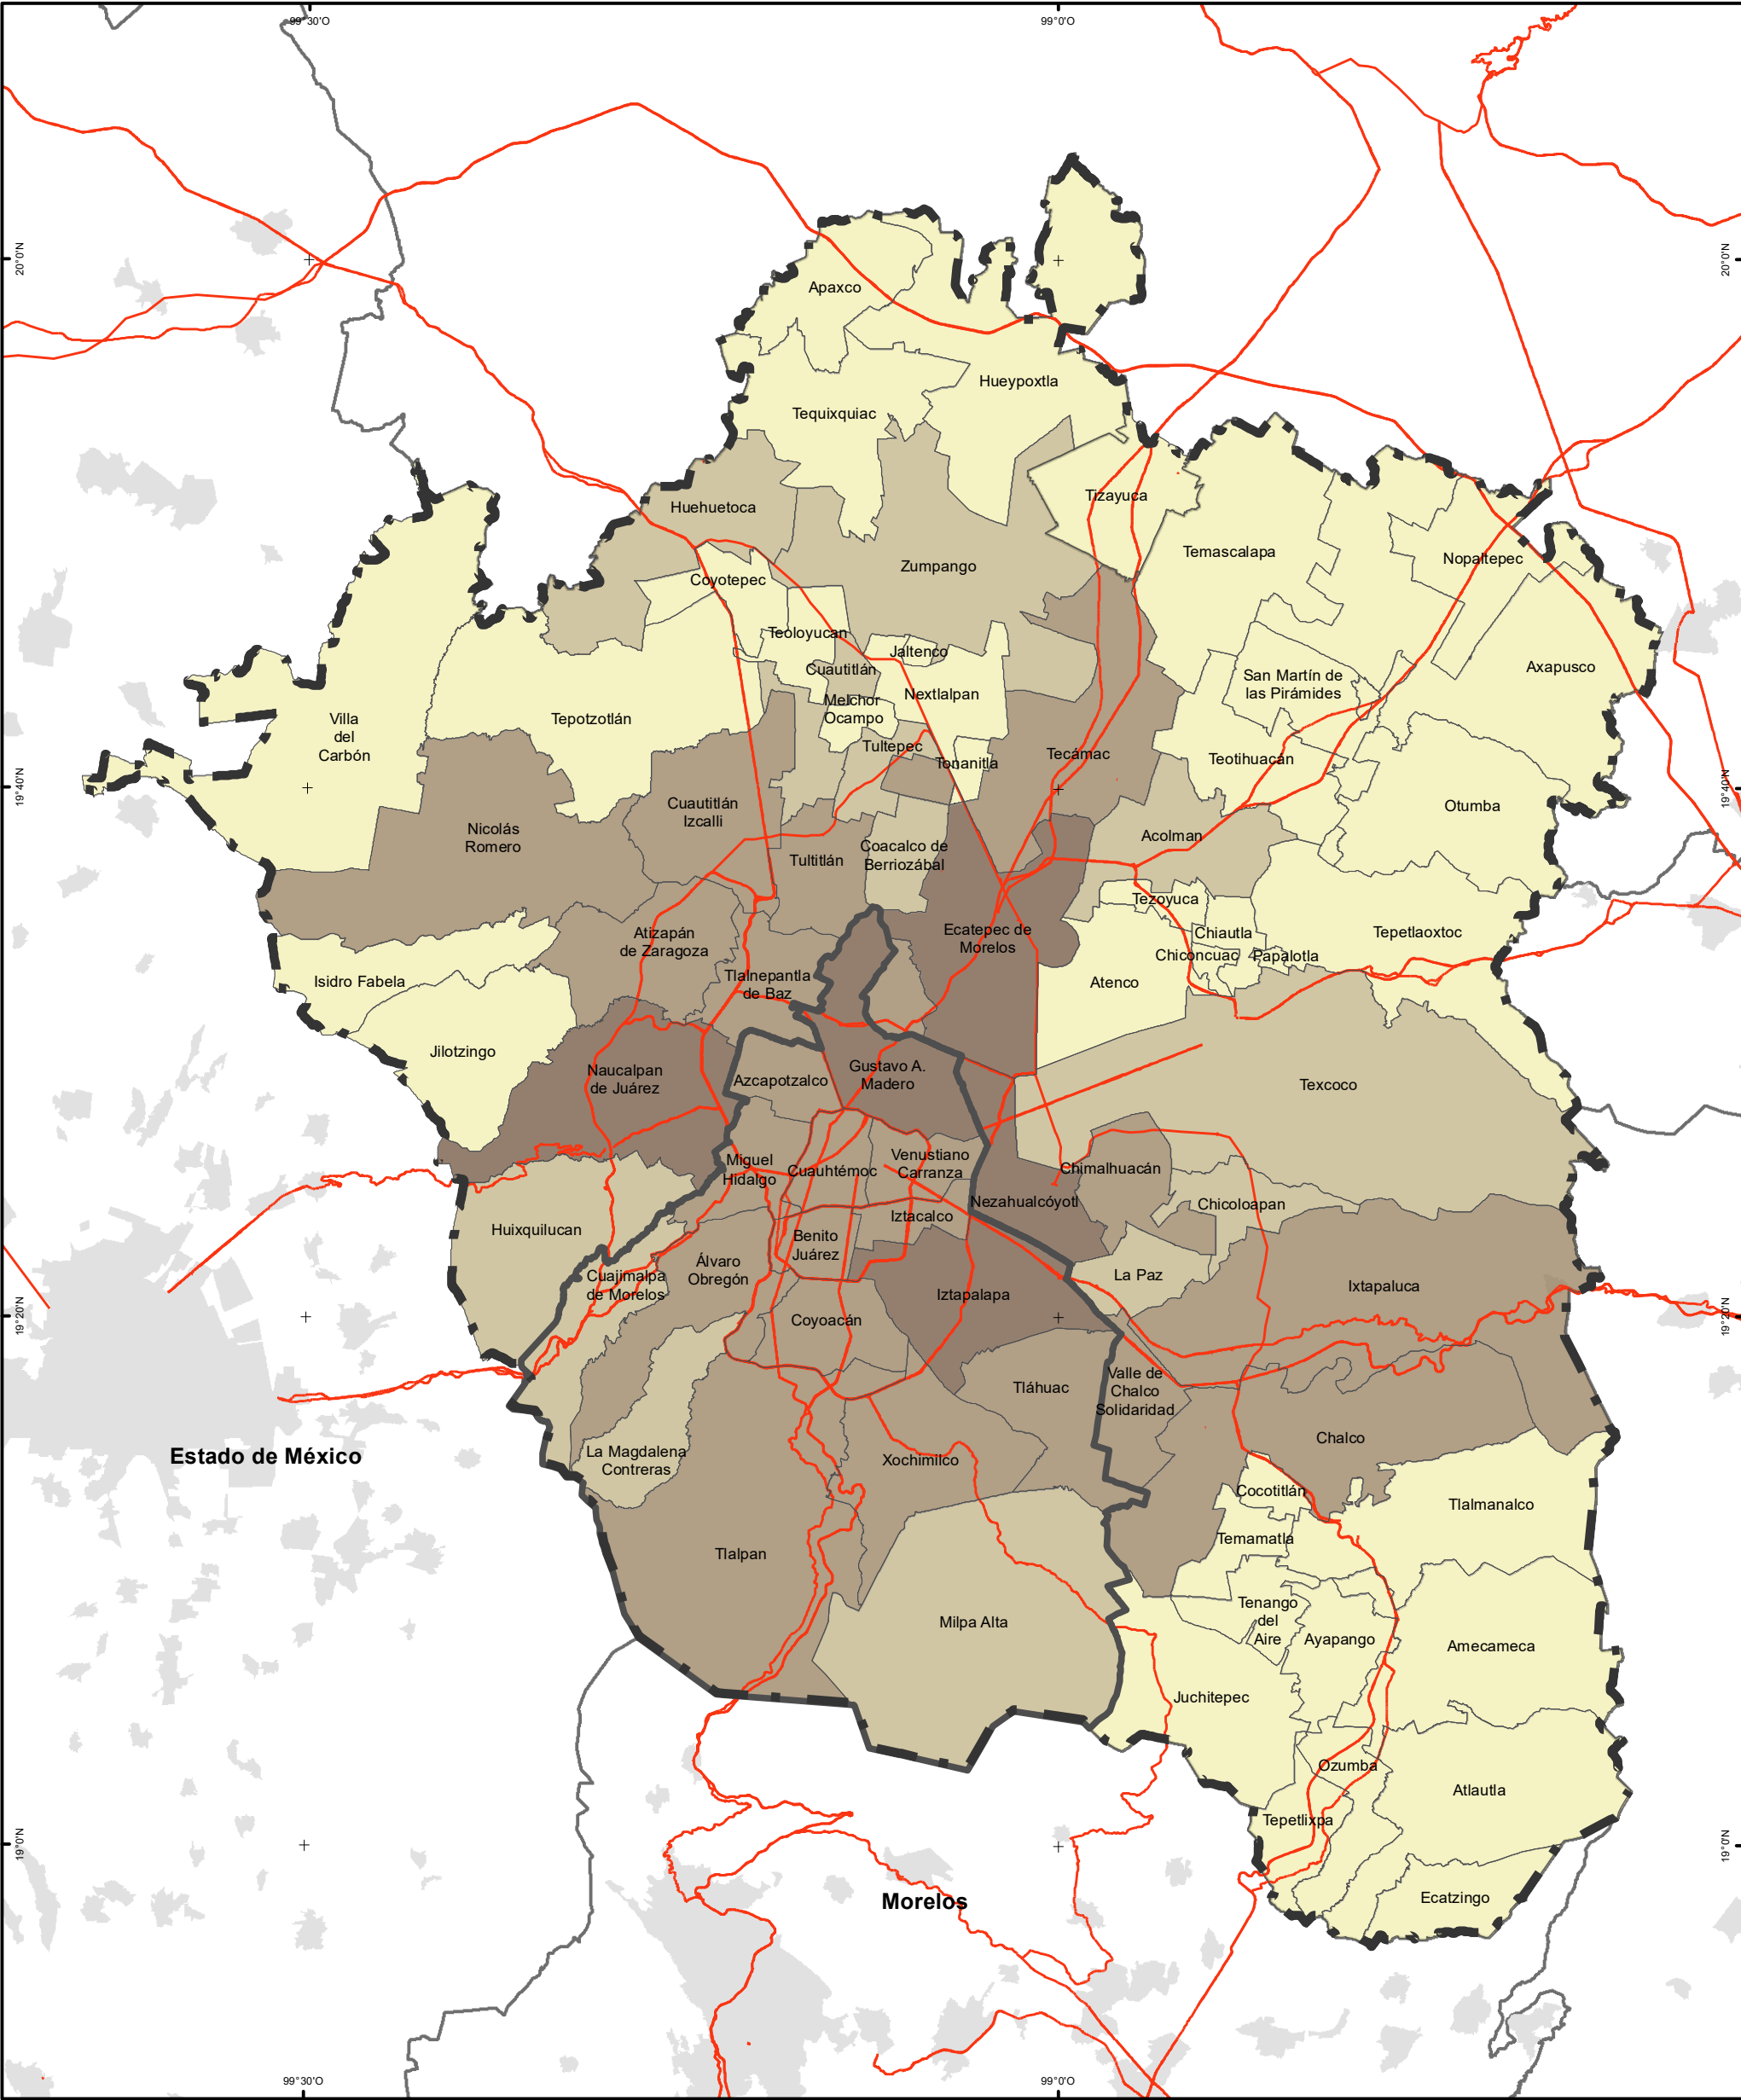 99°30'O
99°0'O
20°0'N
20°0'N
Apaxco
Hueypoxtla
Tequixquiac
Tizayuca
Huehuetoca
Temascalapa
Nopaltepec
Zumpango
Coyotepec
Teoloyucan
Jaltenco
Cuautitlán
Axapusco
San Martín de
las Pirámides
Nextlalpan
Melchor
Ocampo
Villa
del
Carbón
Tepotzotlán
Tultepec
Tonanitla
Tecámac
Teotihuacán
19°40'N
19°40'N
Cuautitlán
Izcalli
Otumba
Nicolás
Romero
Acolman
Tultitlán
Coacalco de
Berriozábal
Tezoyuca
Ecatepec de
Morelos
Chiautla
Tepetlaoxtoc
Atizapán
de Zaragoza
Chiconcuac
Papalotla
Isidro Fabela
Tlalnepantla
de Baz
Atenco
Jilotzingo
Naucalpan
de Juárez
Azcapotzalco
Gustavo A.
Madero
Texcoco
Miguel
Hidalgo
Cuauhtémoc
Venustiano
Carranza
Chimalhuacán
Nezahualcóyotl
Chicoloapan
Iztacalco
Huixquilucan
Benito
Juárez
Álvaro
Obregón
Cuajimalpa
de Morelos
La Paz
Ixtapaluca
Iztapalapa
19°20'N
19°20'N
Coyoacán
Tláhuac
Valle de
Chalco
Solidaridad
Estado de México
La Magdalena
Contreras
Xochimilco
Chalco
Cocotitlán
Tlalmanalco
Temamatla
Tlalpan
Tenango
del
Aire
Milpa Alta
Ayapango
Amecameca
Juchitepec
Ozumba
Atlautla
Tepetlixpa
19°0'N
19°0'N
Morelos
Ecatzingo
99°30'O
99°0'O